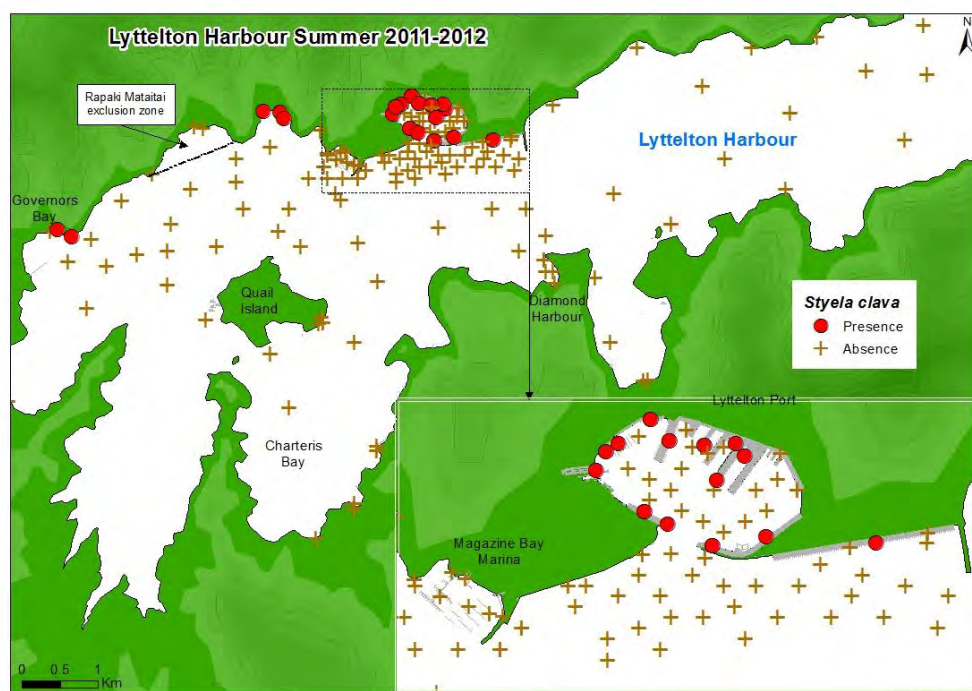 Lyttelton Harbour Summer 2011-2012
N
Rapaki Mataitai
exclusion zone
Lyttelton Harbour
Governors
Bay
Quail
Island
Diamond
Harbour
Styela clava
Presence
Absence
Lyttelton Port
Charteris
Bay
Magazine Bay
Marina
0 0.5 1
Km